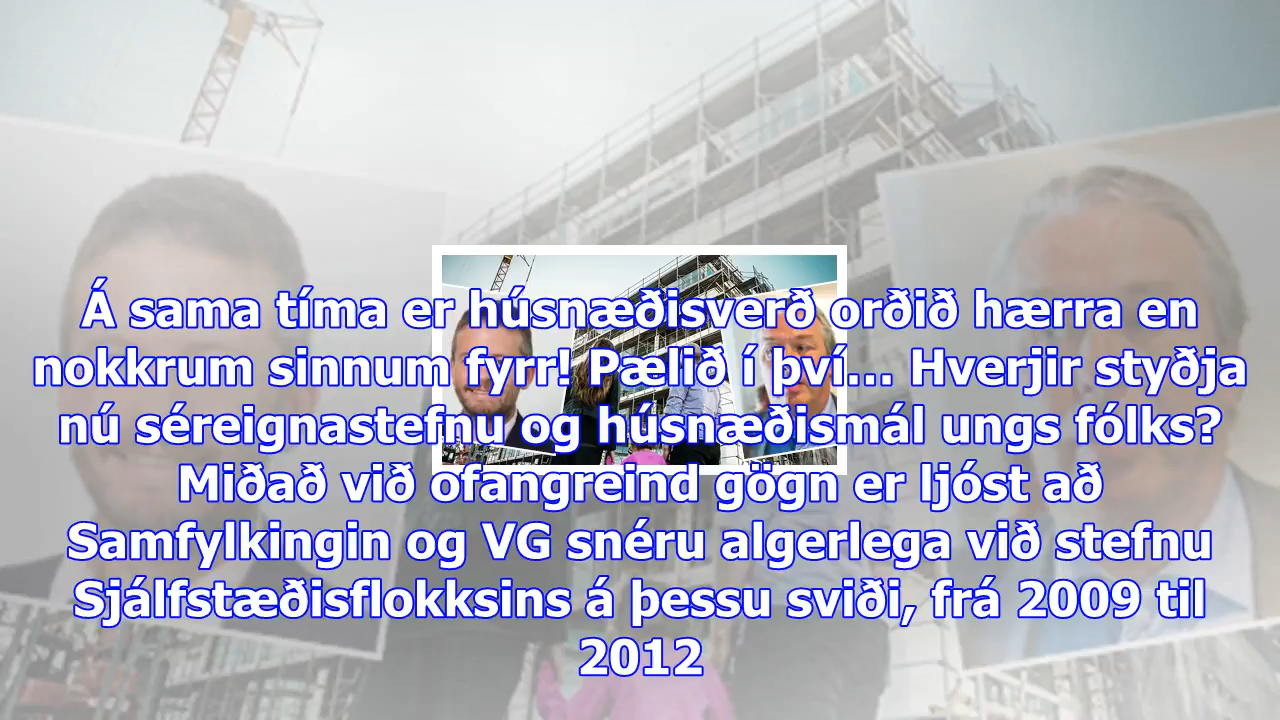 Á sama tíma er húsnæðisverð orðið hærra en
nokkrum sinnum fyrr! Pælið í því... Hverjir styðja
nú séreignastefnu og húsnæðismál ungs fólks?
Miðað við ofangreind gögn er ljóst að
Samfylkingin og VG snéru algerlega við stefnu
Sjálfstæðisflokksins á þessu sviði, frá 2009 til
2012